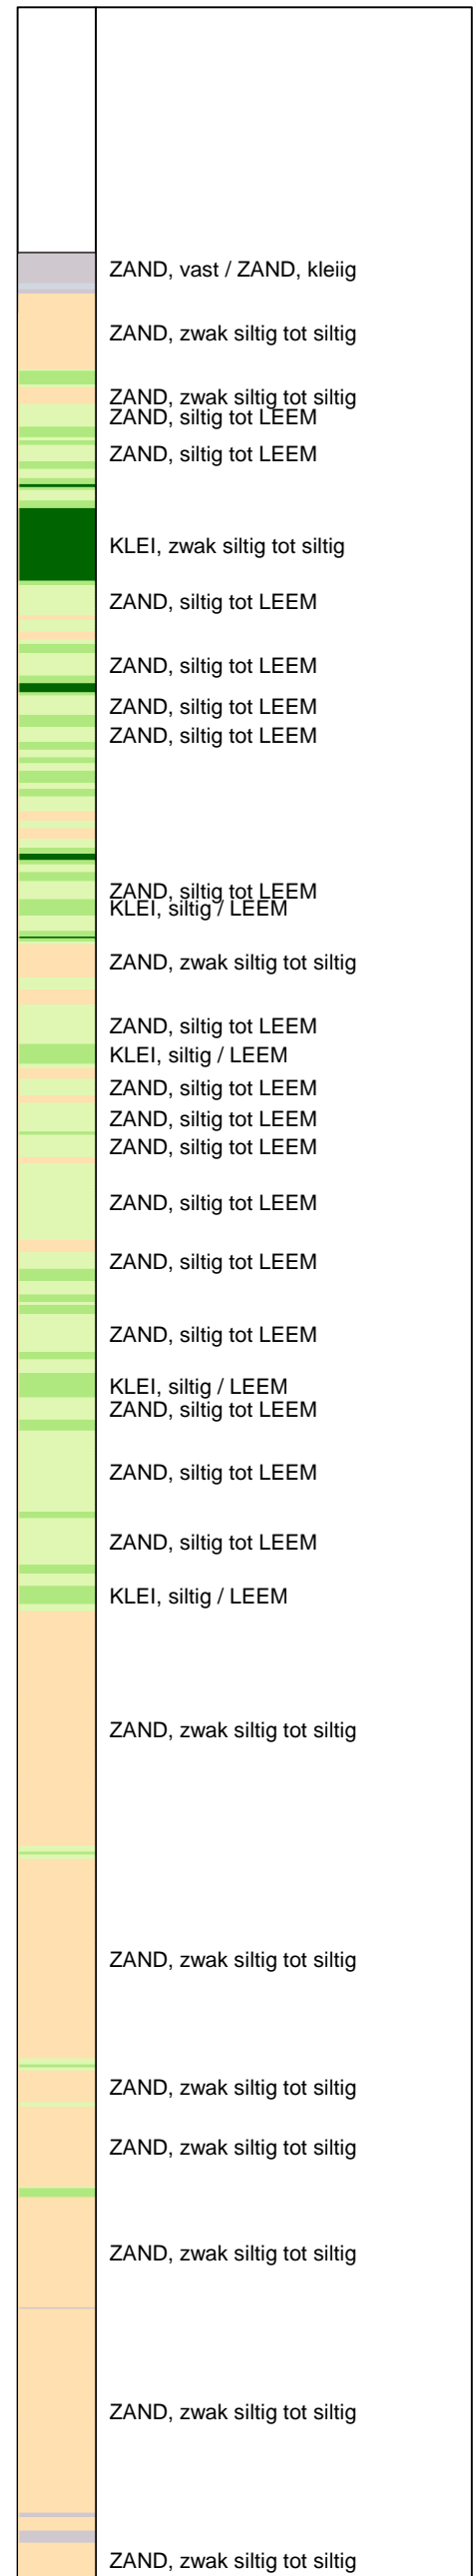 ZAND, vast / ZAND, kleiig
ZAND, zwak siltig tot siltig
ZAND, zwak siltig tot siltig
ZAND, siltig tot LEEM
ZAND, siltig tot LEEM
KLEI, zwak siltig tot siltig
ZAND, siltig tot LEEM
ZAND, siltig tot LEEM
ZAND, siltig tot LEEM
ZAND, siltig tot LEEM
ZAND, siltig tot LEEM
KLEI, siltig / LEEM
ZAND, zwak siltig tot siltig
ZAND, siltig tot LEEM
KLEI, siltig / LEEM
ZAND, siltig tot LEEM
ZAND, siltig tot LEEM
ZAND, siltig tot LEEM
ZAND, siltig tot LEEM
ZAND, siltig tot LEEM
ZAND, siltig tot LEEM
KLEI, siltig / LEEM
ZAND, siltig tot LEEM
ZAND, siltig tot LEEM
ZAND, siltig tot LEEM
KLEI, siltig / LEEM
ZAND, zwak siltig tot siltig
ZAND, zwak siltig tot siltig
ZAND, zwak siltig tot siltig
ZAND, zwak siltig tot siltig
ZAND, zwak siltig tot siltig
ZAND, zwak siltig tot siltig
ZAND, zwak siltig tot siltig